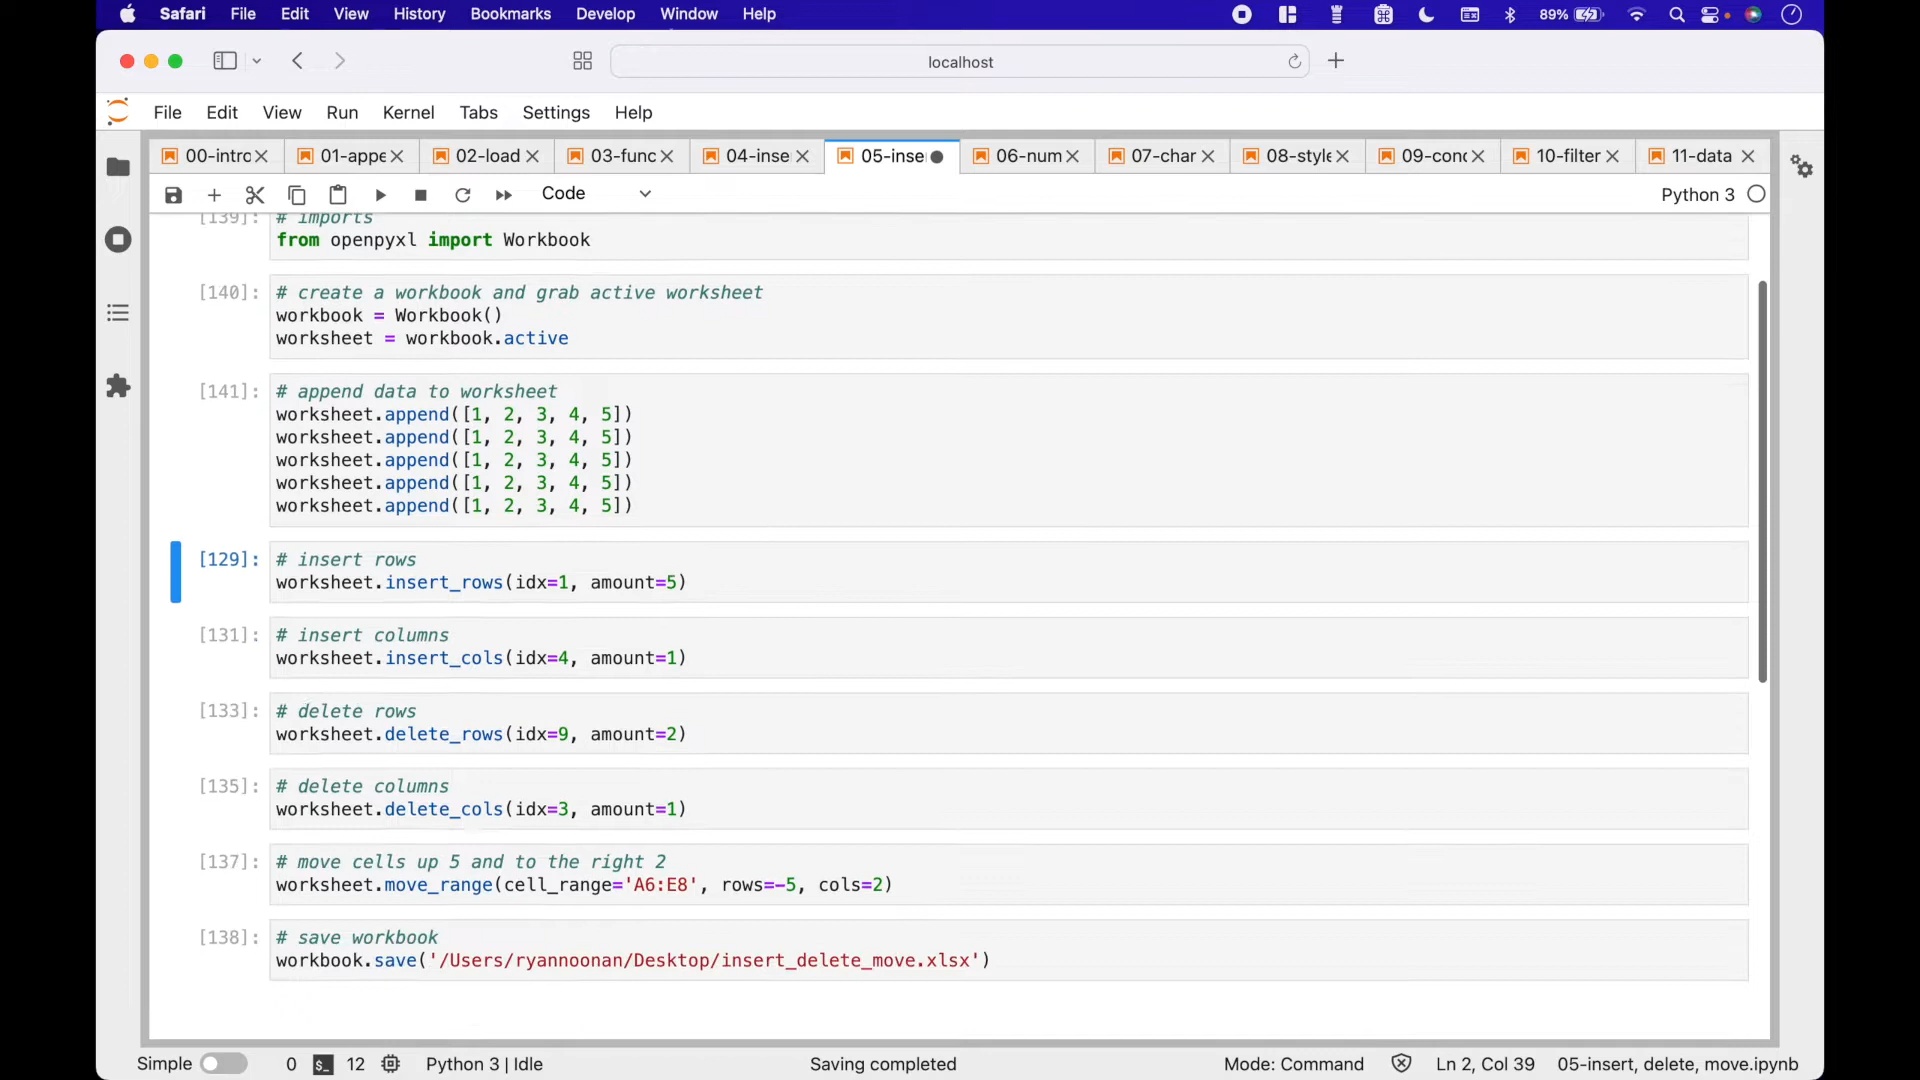 Safari File Edit View History Bookmarks Develop Window Help 89%
localhost
File Edit View Run Kernel Tabs Settings Help
00-intro 01-appe 02-load 03-func 04-inse 05-inse 06-num 07-char 08-style 09-cond 10-filter 11-data
Code Python 3
[139]: # imports
from openpyxl import Workbook
[140]: # create a workbook and grab active worksheet
workbook = Workbook()
worksheet = workbook.active
[141]: # append data to worksheet
worksheet.append([1, 2, 3, 4, 5])
worksheet.append([1, 2, 3, 4, 5])
worksheet.append([1, 2, 3, 4, 5])
worksheet.append([1, 2, 3, 4, 5])
worksheet.append([1, 2, 3, 4, 5])
[129]: # insert rows
worksheet.insert_rows(idx=1, amount=5)
[131]: # insert columns
worksheet.insert_cols(idx=4, amount=1)
[133]: # delete rows
worksheet.delete_rows(idx=9, amount=2)
[135]: # delete columns
worksheet.delete_cols(idx=3, amount=1)
[137]: # move cells up 5 and to the right 2
worksheet.move_range(cell_range='A6:E8', rows=-5, cols=2)
[138]: # save workbook
workbook.save('/Users/ryannoonan/Desktop/insert_delete_move.xlsx')
Simple 0 $_ 12 Python 3 | Idle Saving completed Mode: Command Ln 2, Col 39 05-insert, delete, move.ipynb